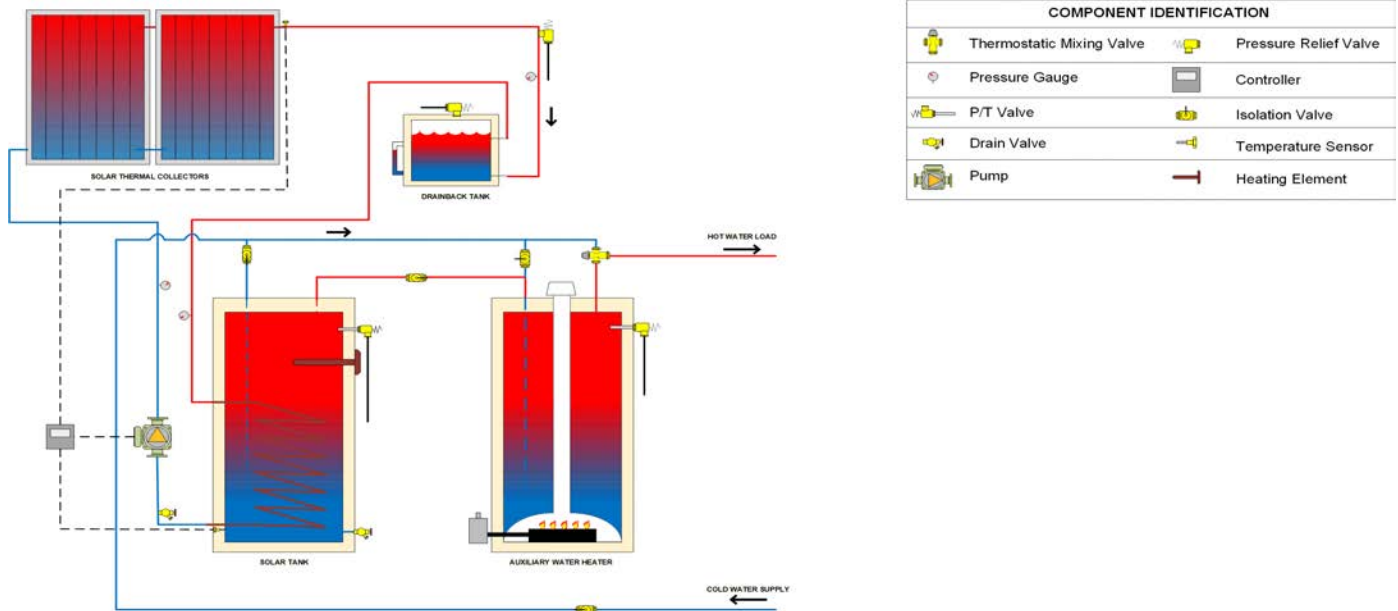 SOLAR THERMAL COLLECTORS
DRAINBACK TANK
HOT WATER LOAD
SOLAR TANK
AUXILIARY WATER HEATER
COLD WATER SUPPLY
COMPONENT IDENTIFICATION
Thermostatic Mixing Valve
Pressure Relief Valve
Pressure Gauge
Controller
P/T Valve
Isolation Valve
Drain Valve
Temperature Sensor
Pump
Heating Element